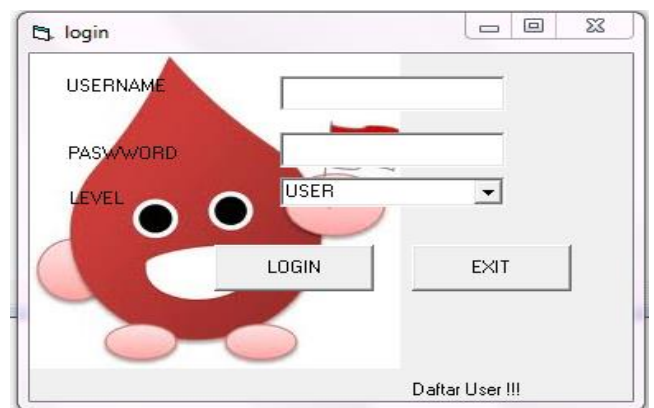 login
USERNAME
PASWWORD
LEVEL USER
LOGIN EXIT
Daftar User !!!